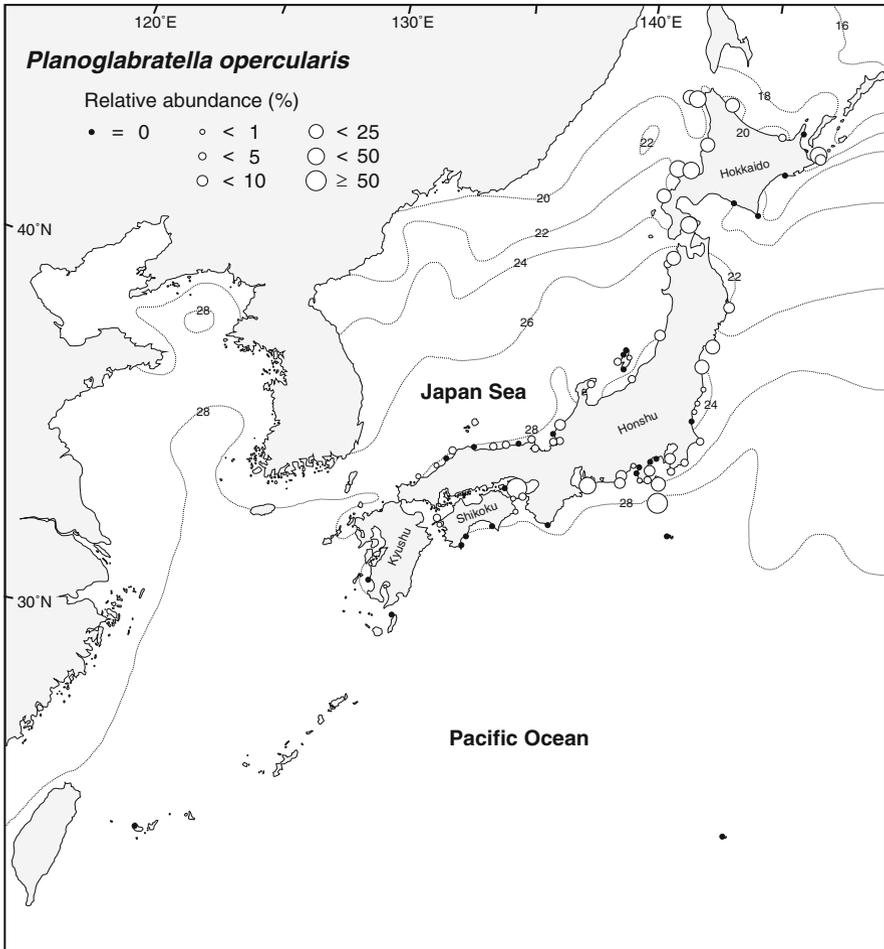 120°E 130°E 140°E
Planoglabratella opercularis
Relative abundance (%)
• = 0 ○ < 1 ○ < 25
○ < 5 ○ < 50
○ < 10 ○ ≥ 50
16
18
20
22
Hokkaido
20
40°N
22
24
22
28
26
Japan Sea
24
28
28
Honshu
28
Shikoku
Kyushu
30°N
Pacific Ocean